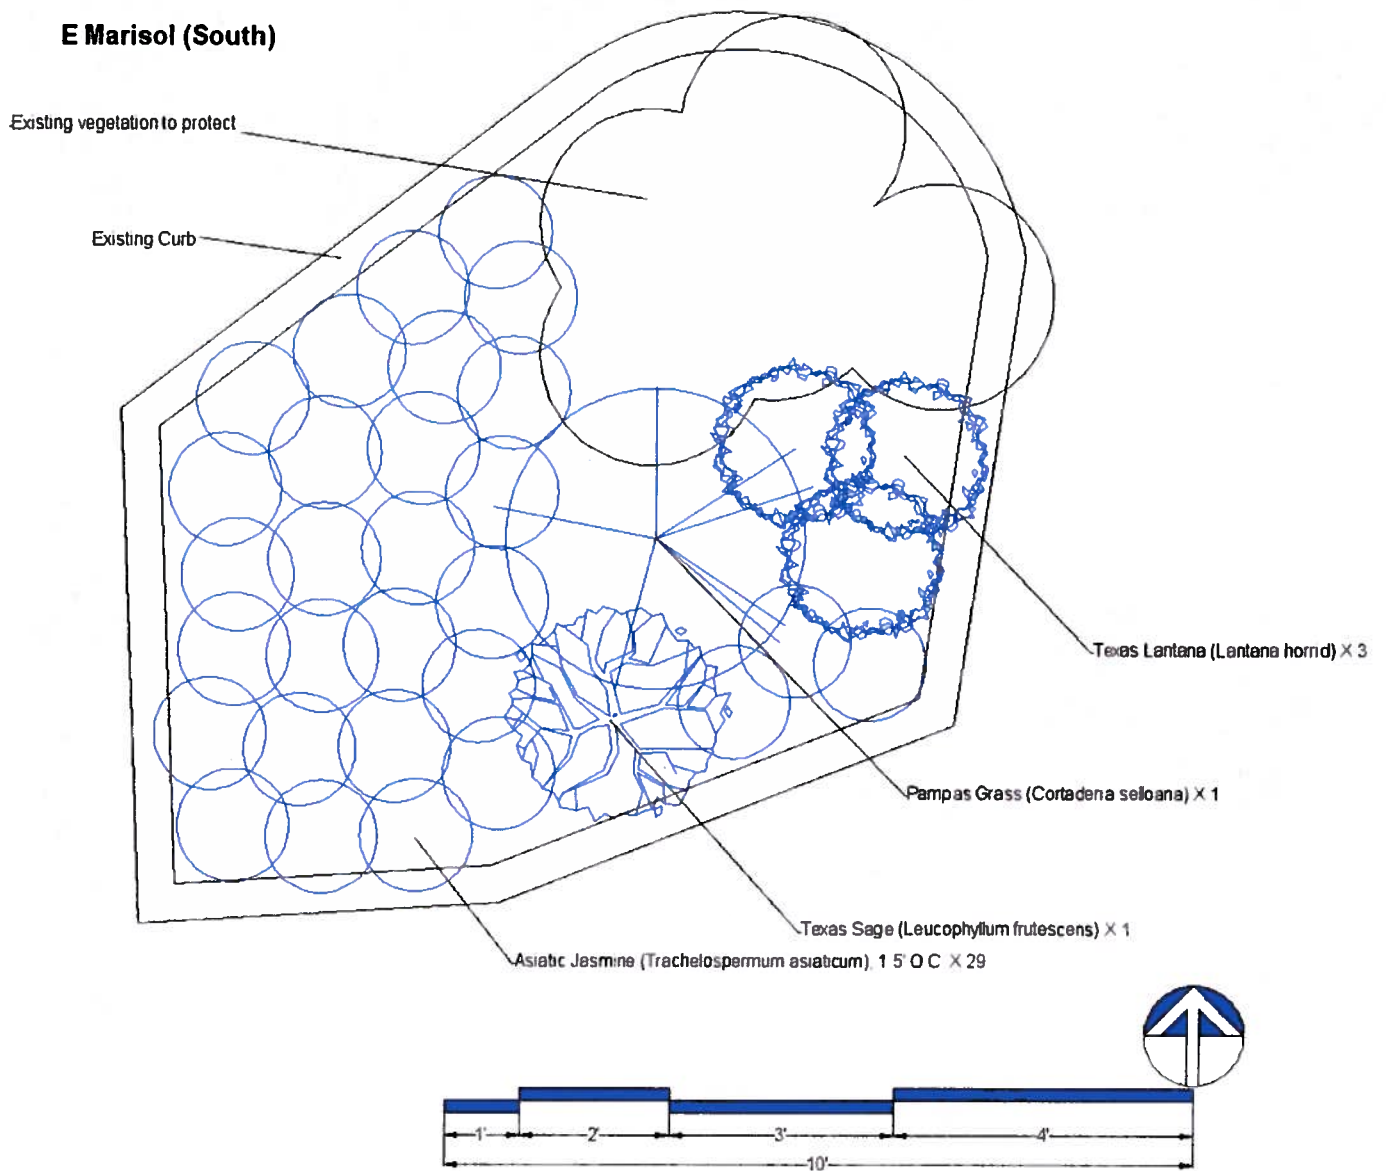 E Marisol (South)
Existing vegetation to protect
Existing Curb
Texas Lantana (Lantana horrid) X 3
Pampas Grass (Cortadena selloana) X 1
Texas Sage (Leucophyllum frutescens) X 1
Asiatic Jasmine (Trachelospermum asiaticum), 1 5' O C X 29
1' 2' 3' 4'
10'